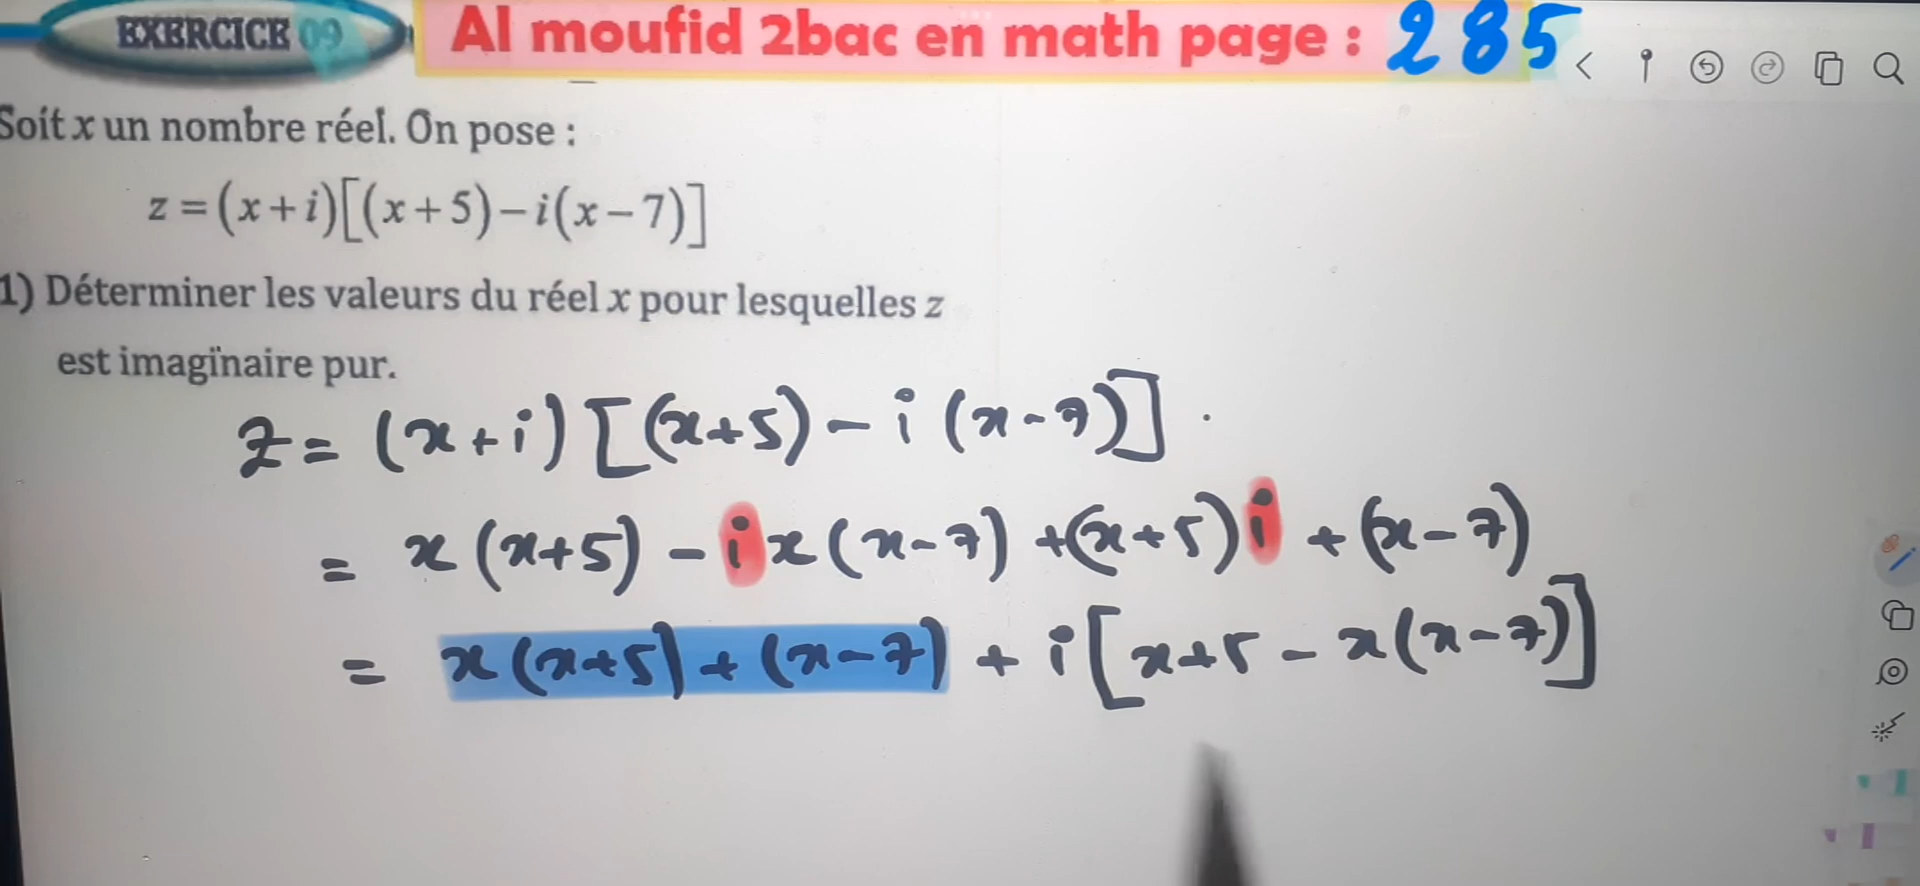 EXERCICE 09
Al moufid 2bac en math page : 285
Soit x un nombre réel. On pose :
z = (x+i)[(x+5)-i(x-7)]
1) Déterminer les valeurs du réel x pour lesquelles z
est imaginaire pur.
z = (x+i)[(x+5)-i(x-7)].
= x(x+5) - ix(x-7) +(x+5)i + (x-7)
= x(x+5)+(x-7) + i[x+5 - x(x-7)]